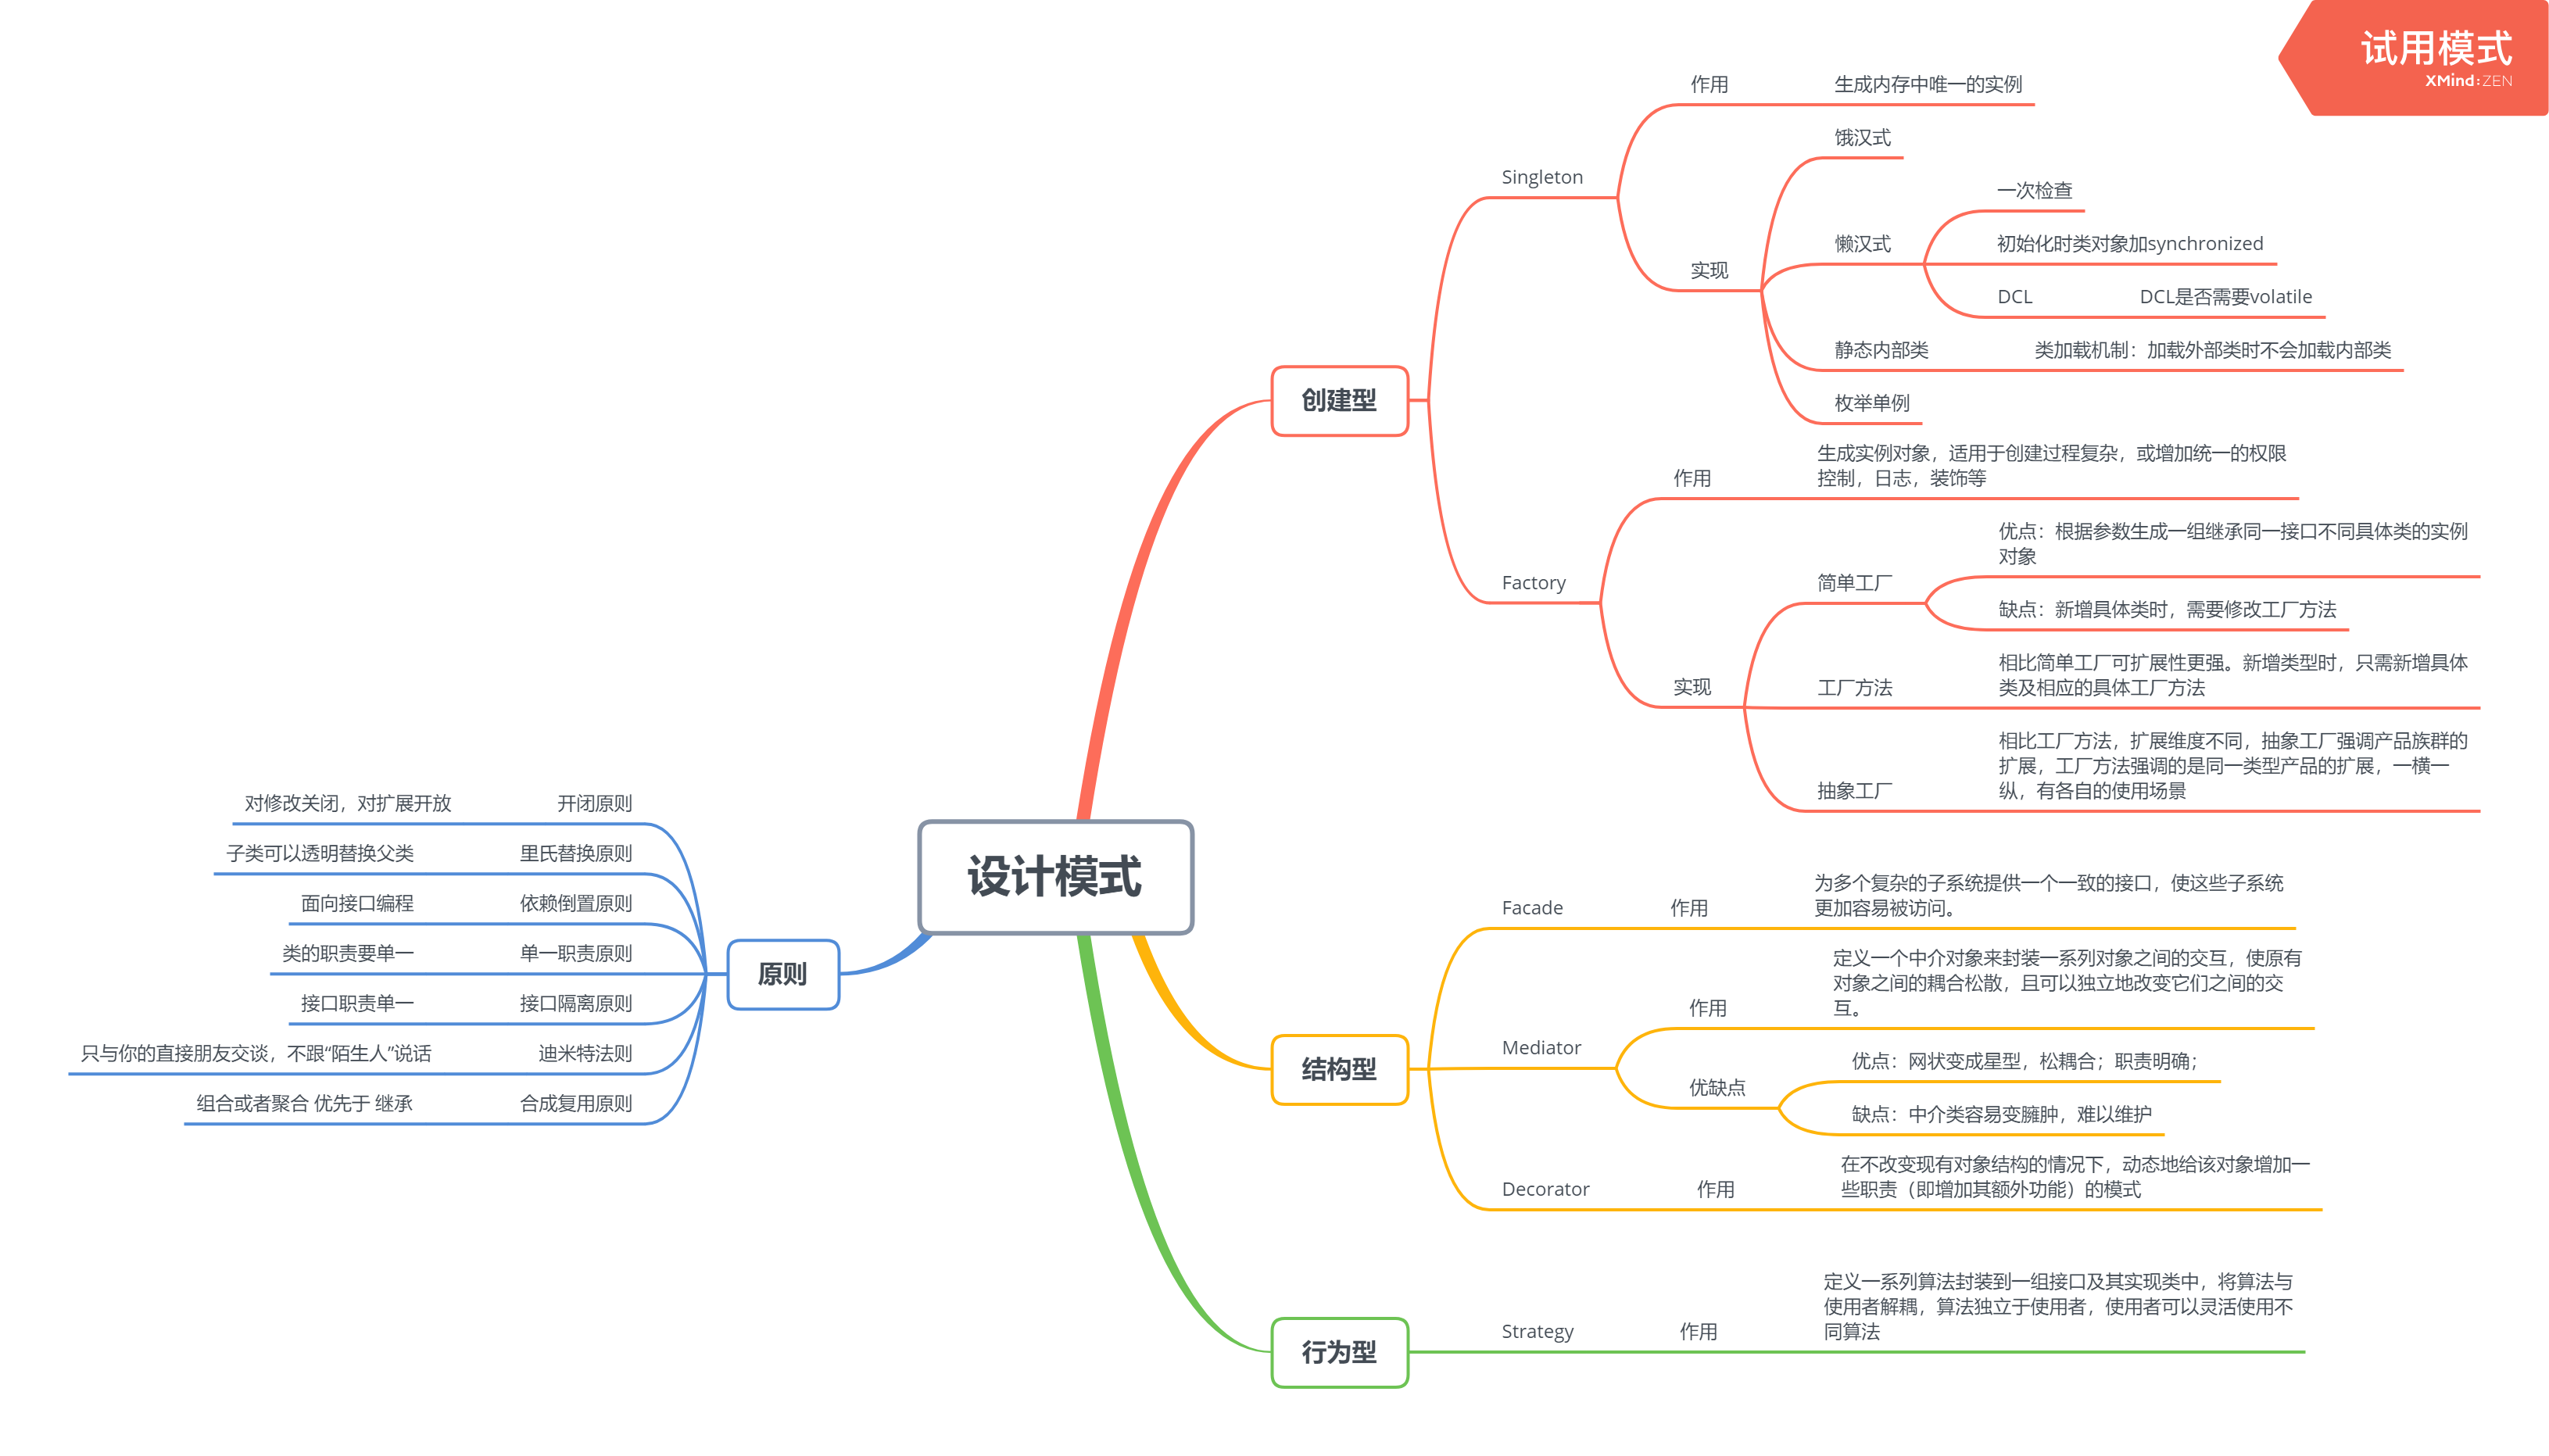 试用模式
XMind:ZEN
设计模式
创建型
Singleton
作用
生成内存中唯一的实例
实现
饿汉式
懒汉式
一次检查
初始化时类对象加synchronized
DCL
DCL是否需要volatile
静态内部类
类加载机制：加载外部类时不会加载内部类
枚举单例
Factory
作用
生成实例对象，适用于创建过程复杂，或增加统一的权限
控制，日志，装饰等
实现
简单工厂
优点：根据参数生成一组继承同一接口不同具体类的实例
对象
缺点：新增具体类时，需要修改工厂方法
工厂方法
相比简单工厂可扩展性更强。新增类型时，只需新增具体
类及相应的具体工厂方法
抽象工厂
相比工厂方法，扩展维度不同，抽象工厂强调产品族群的
扩展，工厂方法强调的是同一类型产品的扩展，一横一
纵，有各自的使用场景
结构型
Facade
作用
为多个复杂的子系统提供一个一致的接口，使这些子系统
更加容易被访问。
Mediator
作用
定义一个中介对象来封装一系列对象之间的交互，使原有
对象之间的耦合松散，且可以独立地改变它们之间的交
互。
优缺点
优点：网状变成星型，松耦合；职责明确；
缺点：中介类容易变臃肿，难以维护
Decorator
作用
在不改变现有对象结构的情况下，动态地给该对象增加一
些职责（即增加其额外功能）的模式
行为型
Strategy
作用
定义一系列算法封装到一组接口及其实现类中，将算法与
使用者解耦，算法独立于使用者，使用者可以灵活使用不
同算法
原则
开闭原则
对修改关闭，对扩展开放
里氏替换原则
子类可以透明替换父类
依赖倒置原则
面向接口编程
单一职责原则
类的职责要单一
接口隔离原则
接口职责单一
迪米特法则
只与你的直接朋友交谈，不跟“陌生人”说话
合成复用原则
组合或者聚合 优先于 继承